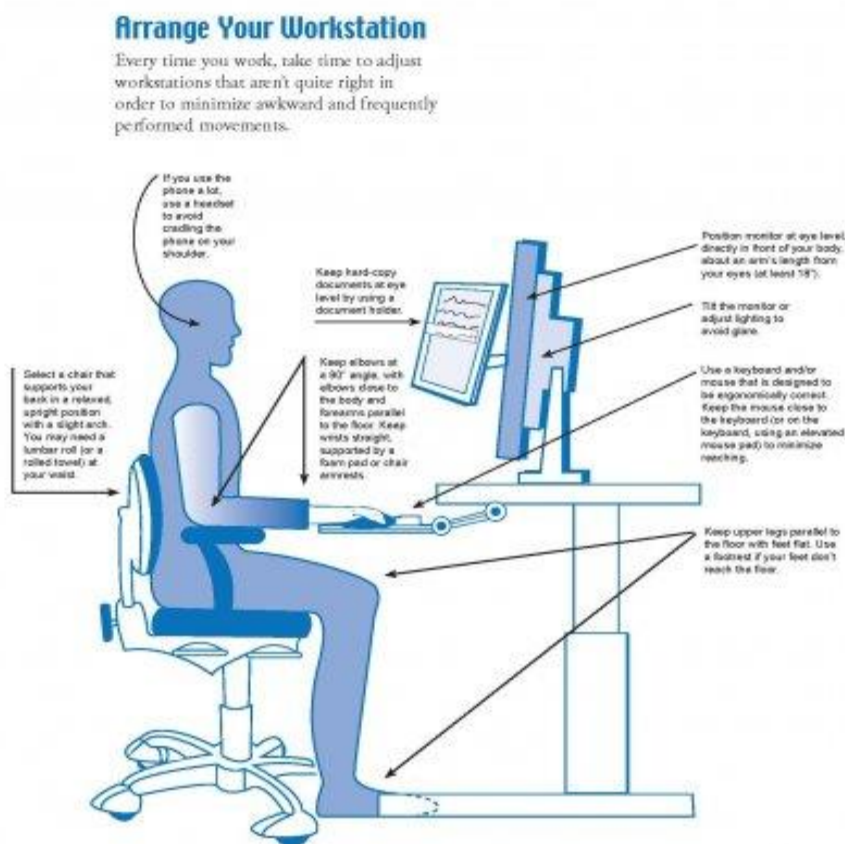 Arrange Your Workstation
Every time you work, take time to adjust
workstations that aren't quite right in
order to minimize awkward and frequently
performed movements.
If you use the
phone a lot,
use a headset
to avoid
cradling the
phone on your
shoulder.
Keep hard-copy
documents at eye
level by using a
document holder.
Position monitor at eye level,
directly in front of your body,
about an arm's length from
your eyes (at least 18").
Tilt the monitor or
adjust lighting to
avoid glare.
Select a chair that
supports your
back in a relaxed,
upright position
with a slight arch.
You may need a
lumbar roll (or a
rolled towel) at
your waist.
Keep elbows at
a 90° angle, with
elbows close to
the body and
forearms parallel
to the floor. Keep
wrists straight,
supported by a
foam pad or chair
armrests.
Use a keyboard and/or
mouse that is designed to
be ergonomically correct.
Keep the mouse close to
the keyboard (or on the
keyboard, using an elevated
mouse pad) to minimize
reaching.
Keep upper legs parallel to
the floor with feet flat. Use
a footrest if your feet don't
reach the floor.